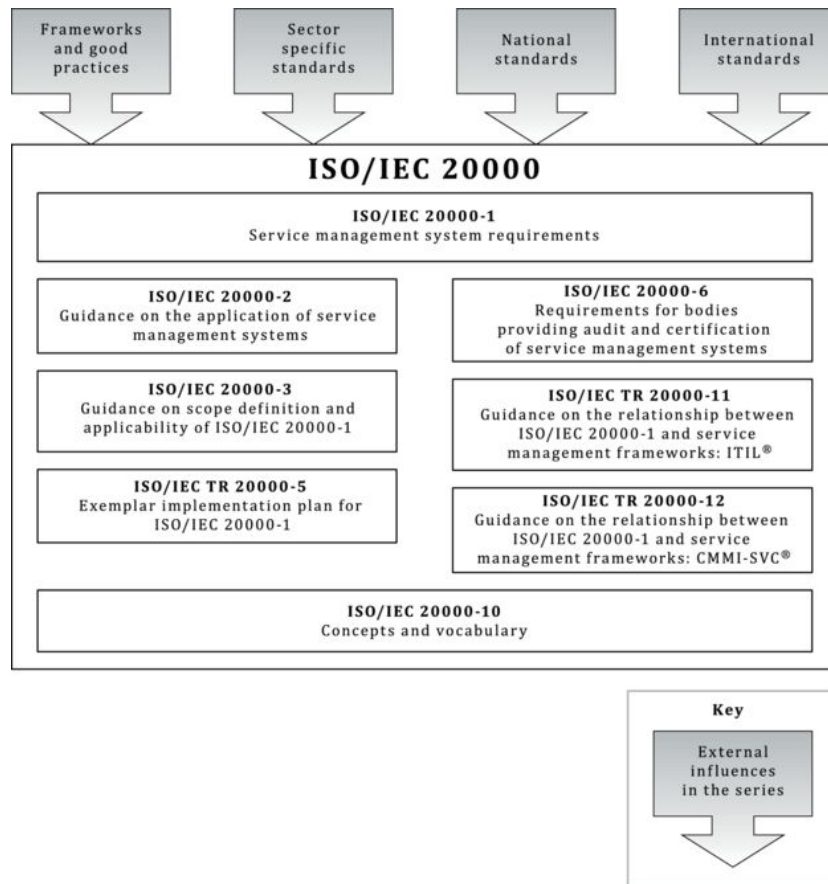 Frameworks
and good
practices
Sector
specific
standards
National
standards
International
standards
ISO/IEC 20000
ISO/IEC 20000-1
Service management system requirements
ISO/IEC 20000-2
Guidance on the application of service
management systems
ISO/IEC 20000-3
Guidance on scope definition and
applicability of ISO/IEC 20000-1
ISO/IEC TR 20000-5
Exemplar implementation plan for
ISO/IEC 20000-1
ISO/IEC 20000-6
Requirements for bodies
providing audit and certification
of service management systems
ISO/IEC TR 20000-11
Guidance on the relationship between
ISO/IEC 20000-1 and service
management frameworks: ITIL®
ISO/IEC TR 20000-12
Guidance on the relationship between
ISO/IEC 20000-1 and service
management frameworks: CMMI-SVC®
ISO/IEC 20000-10
Concepts and vocabulary
Key
External
influences
in the series